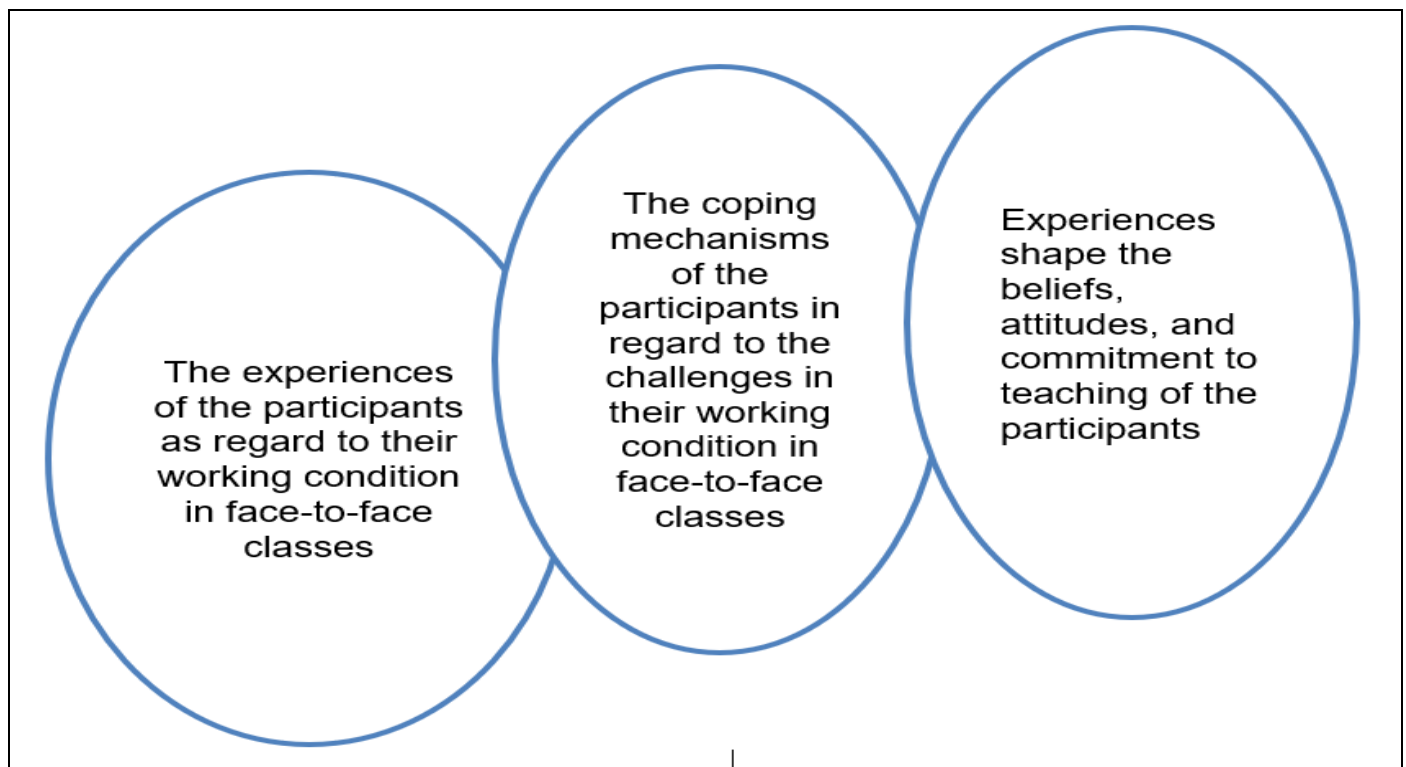 The experiences
of the participants
as regard to their
working condition
in face-to-face
classes
The coping
mechanisms
of the
participants in
regard to the
challenges in
their working
condition in
face-to-face
classes
Experiences
shape the
beliefs,
attitudes, and
commitment to
teaching of the
participants